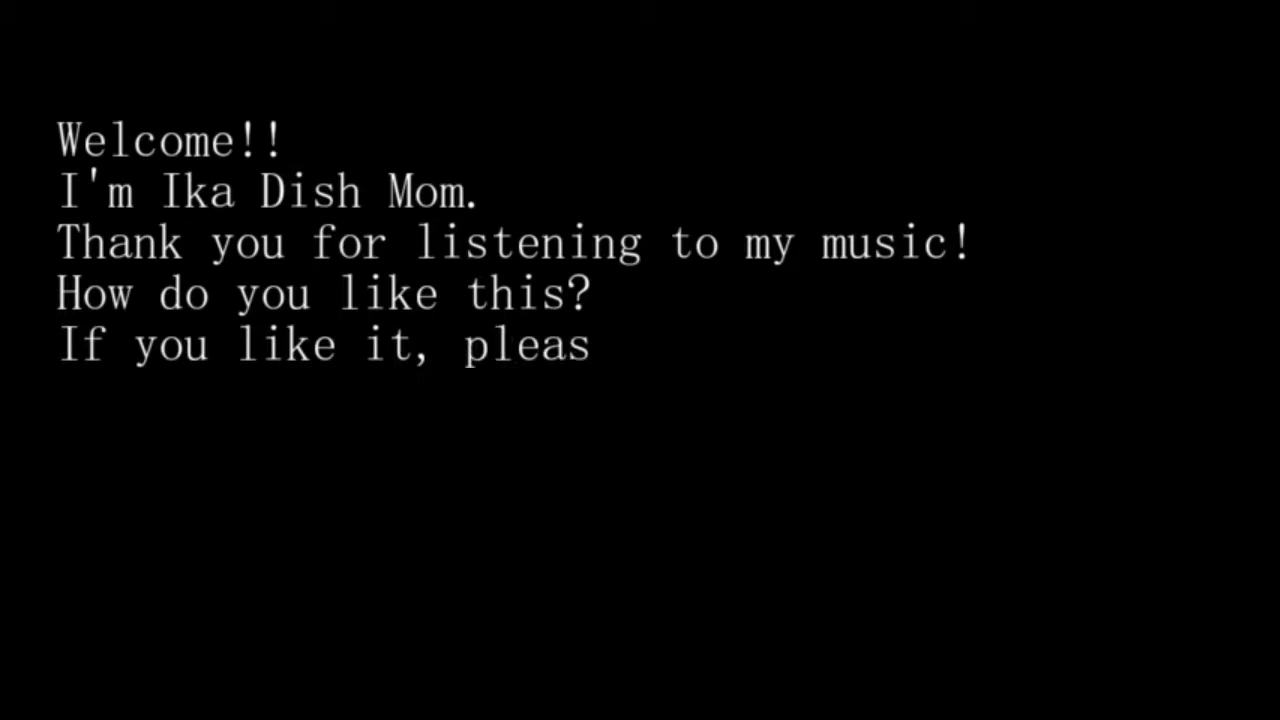 Welcome!!
I'm Ika Dish Mom.
Thank you for listening to my music!
How do you like this?
If you like it, pleas